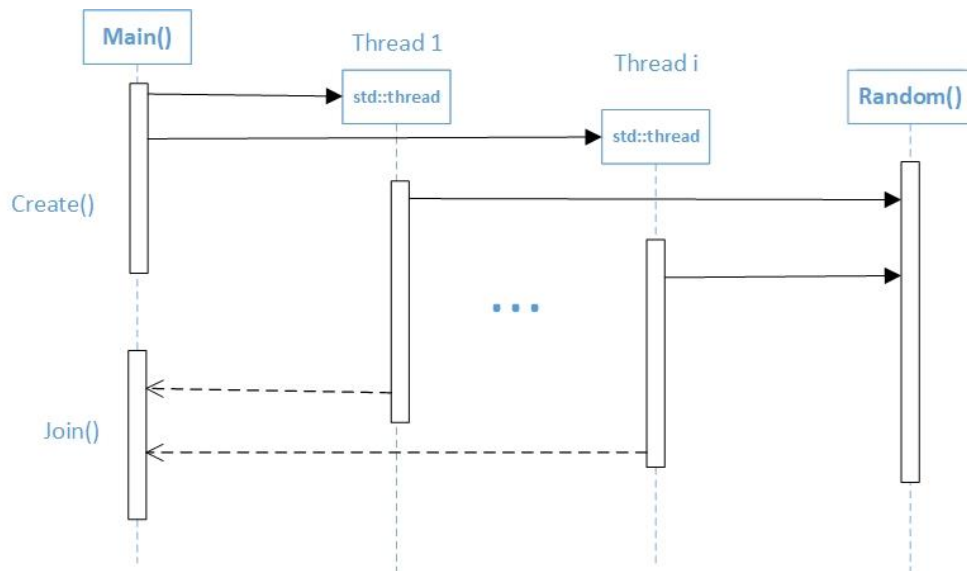 Main()
Thread 1
Thread i
std::thread
Random()
std::thread
Create()
...
Join()